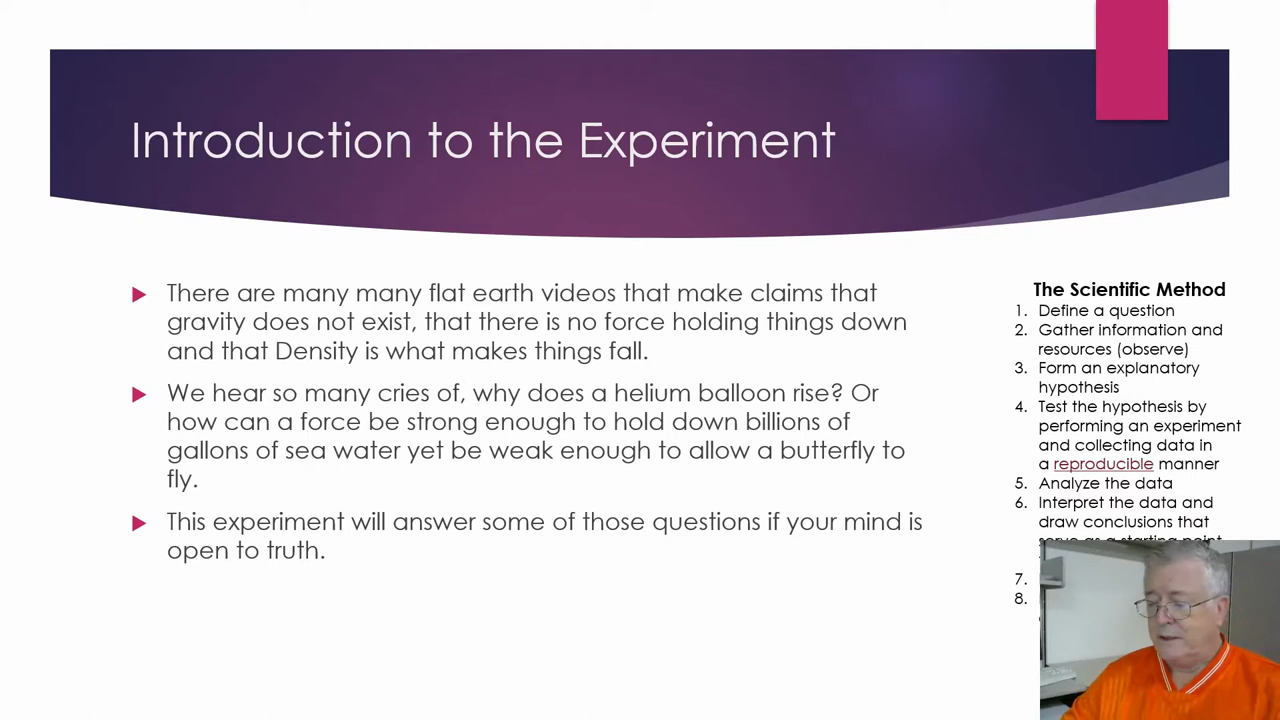 Introduction to the Experiment
There are many many flat earth videos that make claims that
gravity does not exist, that there is no force holding things down
and that Density is what makes things fall.
We hear so many cries of, why does a helium balloon rise? Or
how can a force be strong enough to hold down billions of
gallons of sea water yet be weak enough to allow a butterfly to
fly.
This experiment will answer some of those questions if your mind is
open to truth.
The Scientific Method
1. Define a question
2. Gather information and
resources (observe)
3. Form an explanatory
hypothesis
4. Test the hypothesis by
performing an experiment
and collecting data in
a reproducible manner
5. Analyze the data
6. Interpret the data and
draw conclusions that
serve as a starting point
7.
8.